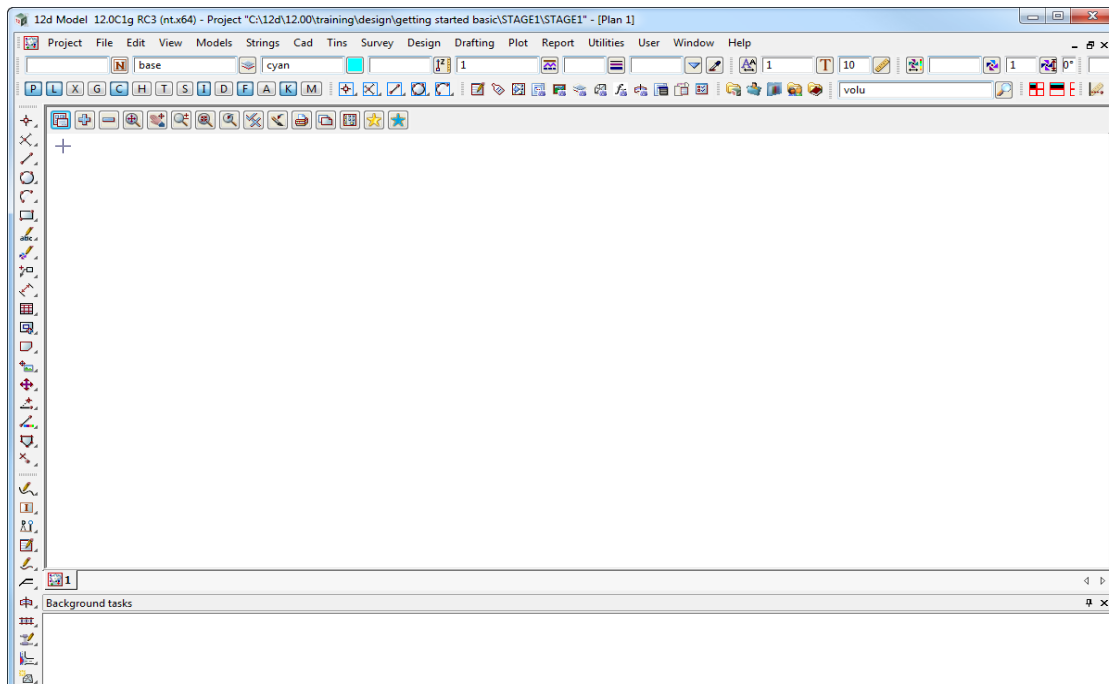 12d Model 12.0C1g RC3 (nt.x64) - Project "C:\12d\12.00\training\design\getting started basic\STAGE1\STAGE1" - [Plan 1]
Project File Edit View Models Strings Cad Tins Survey Design Drafting Plot Report Utilities User Window Help
N base cyan 1 1 T 10 1 0°
P L X G C H T S I D F A K M volu
abc
1
Background tasks